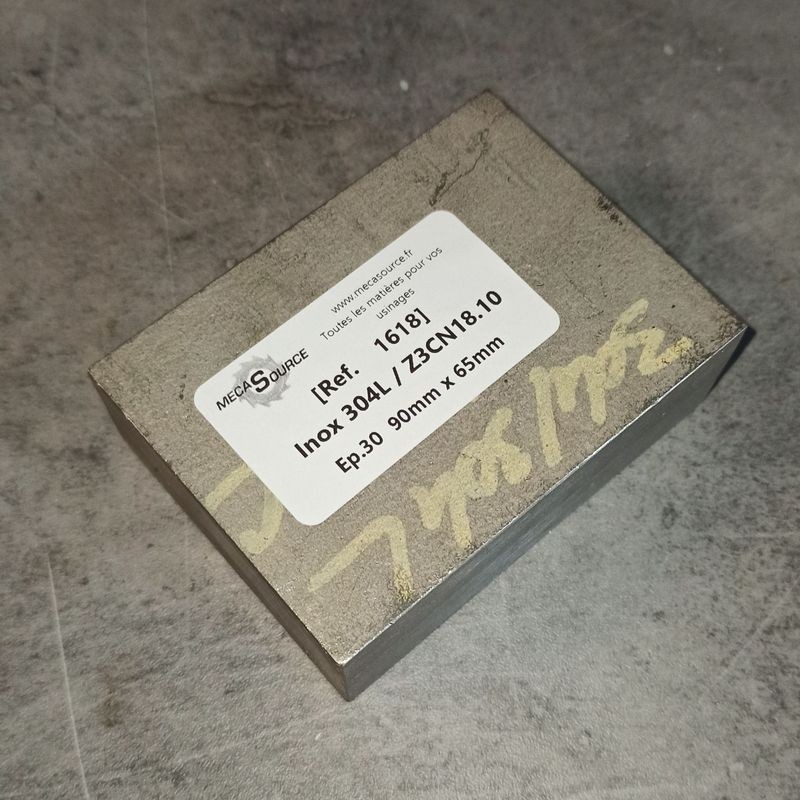 www.mecasource.fr
Toutes les matières pour vos
usinages
MECASOURCE
[Ref. 1618]
Inox 304L / Z3CN18.10
Ep.30 90mm x 65mm
304L